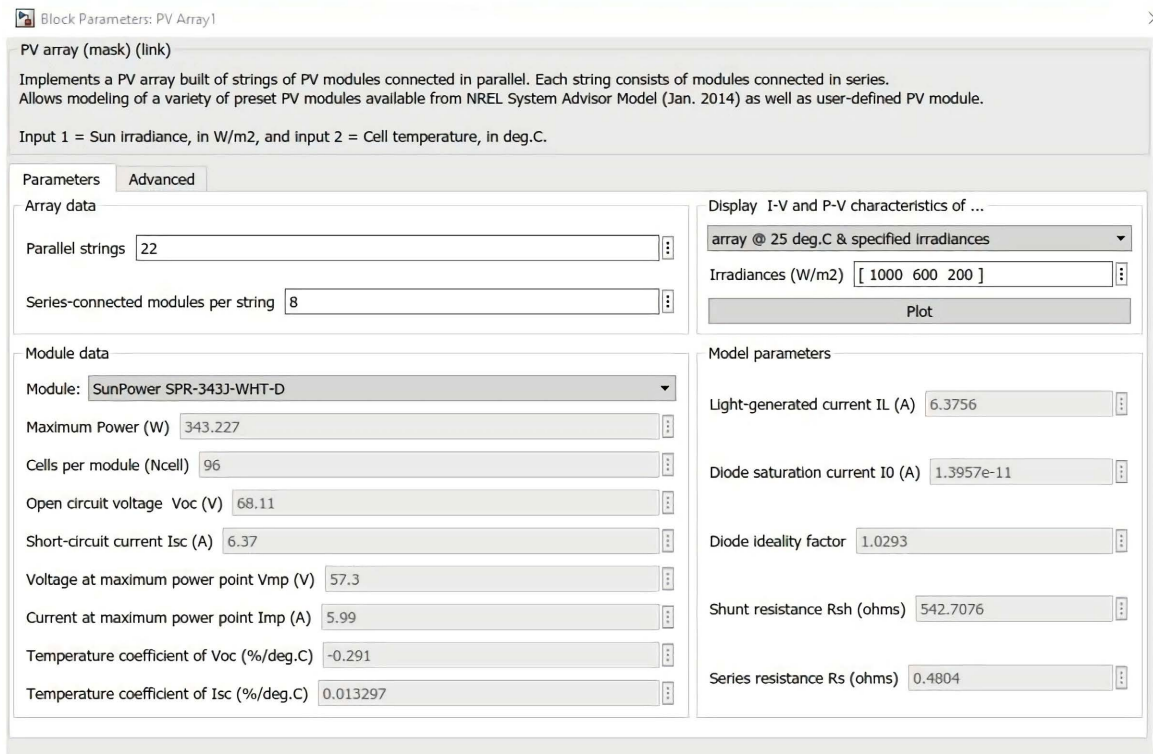 Block Parameters: PV Array1
PV array (mask) (link)
Implements a PV array built of strings of PV modules connected in parallel. Each string consists of modules connected in series.
Allows modeling of a variety of preset PV modules available from NREL System Advisor Model (Jan. 2014) as well as user-defined PV module.
Input 1 = Sun irradiance, in W/m2, and input 2 = Cell temperature, in deg.C.
Parameters Advanced
Array data
Parallel strings 22
Series-connected modules per string 8
Display I-V and P-V characteristics of ...
array @ 25 deg.C & specified irradiances
Irradiances (W/m2) [ 1000 600 200 ]
Plot
Module data
Module: SunPower SPR-343J-WHT-D
Maximum Power (W) 343.227
Cells per module (Ncell) 96
Open circuit voltage Voc (V) 68.11
Short-circuit current Isc (A) 6.37
Voltage at maximum power point Vmp (V) 57.3
Current at maximum power point Imp (A) 5.99
Temperature coefficient of Voc (%/deg.C) -0.291
Temperature coefficient of Isc (%/deg.C) 0.013297
Model parameters
Light-generated current IL (A) 6.3756
Diode saturation current I0 (A) 1.3957e-11
Diode ideality factor 1.0293
Shunt resistance Rsh (ohms) 542.7076
Series resistance Rs (ohms) 0.4804